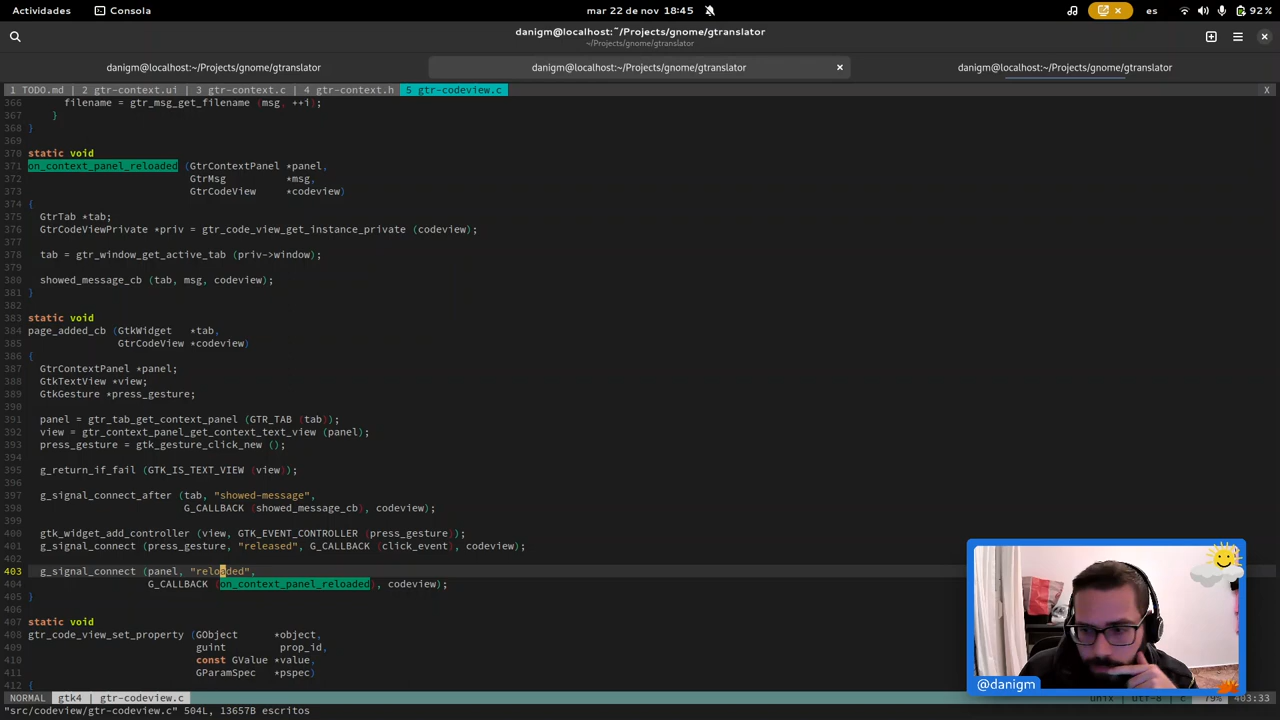 Actividades
Consola
mar 22 de nov 18:45
es
92 %
danigm@localhost:~/Projects/gnome/gtranslator
~/Projects/gnome/gtranslator
danigm@localhost:~/Projects/gnome/gtranslator
danigm@localhost:~/Projects/gnome/gtranslator
danigm@localhost:~/Projects/gnome/gtranslator
1 TODO.md | 2 gtr-context.ui | 3 gtr-context.c | 4 gtr-context.h | 5 gtr-codeview.c X
366 filename = gtr_msg_get_filename (msg, ++i);
367 }
368 }
369
370 static void
371 on_context_panel_reloaded (GtrContextPanel *panel,
372 GtrMsg *msg,
373 GtrCodeView *codeview)
374 {
375 GtrTab *tab;
376 GtrCodeViewPrivate *priv = gtr_code_view_get_instance_private (codeview);
377
378 tab = gtr_window_get_active_tab (priv->window);
379
380 showed_message_cb (tab, msg, codeview);
381 }
382
383 static void
384 page_added_cb (GtkWidget *tab,
385 GtrCodeView *codeview)
386 {
387 GtrContextPanel *panel;
388 GtkTextView *view;
389 GtkGesture *press_gesture;
390
391 panel = gtr_tab_get_context_panel (GTR_TAB (tab));
392 view = gtr_context_panel_get_context_text_view (panel);
393 press_gesture = gtk_gesture_click_new ();
394
395 g_return_if_fail (GTK_IS_TEXT_VIEW (view));
396
397 g_signal_connect_after (tab, "showed-message",
398 G_CALLBACK (showed_message_cb), codeview);
399
400 gtk_widget_add_controller (view, GTK_EVENT_CONTROLLER (press_gesture));
401 g_signal_connect (press_gesture, "released", G_CALLBACK (click_event), codeview);
402
403 g_signal_connect (panel, "reloaded",
404 G_CALLBACK (on_context_panel_reloaded), codeview);
405 }
406
407 static void
408 gtr_code_view_set_property (GObject *object,
409 guint prop_id,
410 const GValue *value,
411 GParamSpec *pspec)
412 {
@danigm
NORMAL gtk4 | gtr-codeview.c unix | utf-8 | c 79% 403:33
"src/codeview/gtr-codeview.c" 504L, 13657B escritos